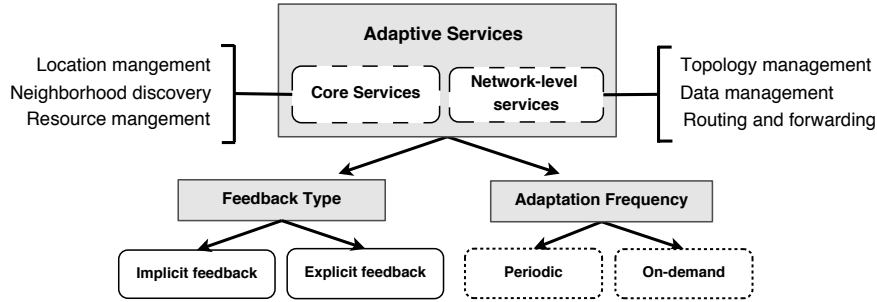 Adaptive Services
Location mangement
Neighborhood discovery
Resource mangement
Core Services
Network-level
services
Topology management
Data management
Routing and forwarding
Feedback Type
Adaptation Frequency
Implicit feedback
Explicit feedback
Periodic
On-demand